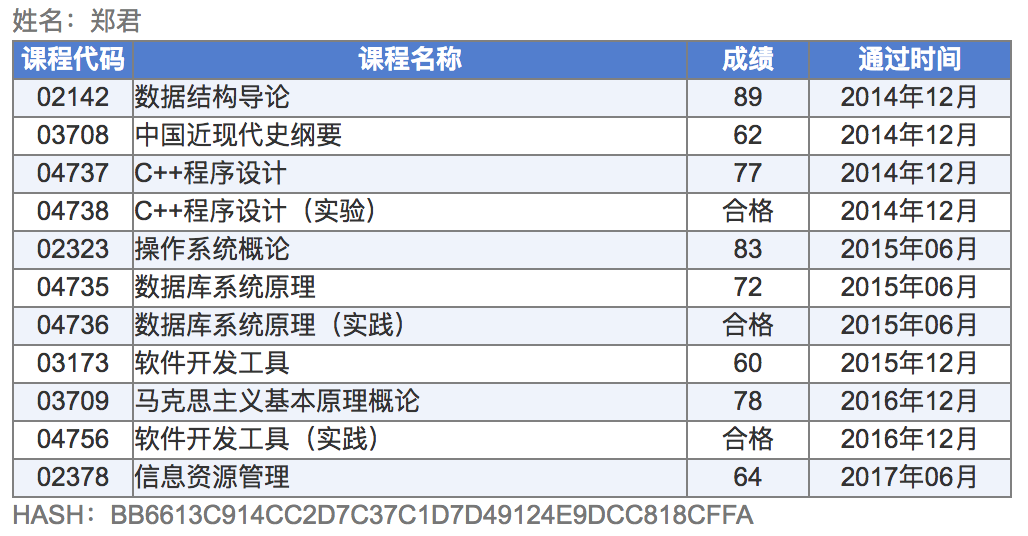 姓名：郑君
课程代码 课程名称 成绩 通过时间
02142 数据结构导论 89 2014年12月
03708 中国近现代史纲要 62 2014年12月
04737 C++程序设计 77 2014年12月
04738 C++程序设计（实验） 合格 2014年12月
02323 操作系统概论 83 2015年06月
04735 数据库系统原理 72 2015年06月
04736 数据库系统原理（实践） 合格 2015年06月
03173 软件开发工具 60 2015年12月
03709 马克思主义基本原理概论 78 2016年12月
04756 软件开发工具（实践） 合格 2016年12月
02378 信息资源管理 64 2017年06月
HASH：BB6613C914CC2D7C37C1D7D49124E9DCC818CFFA